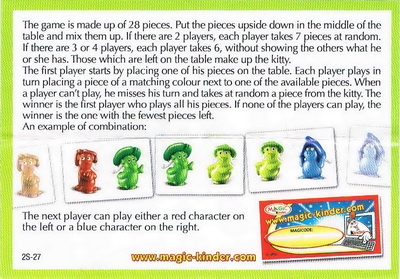 The game is made up of 28 pieces. Put the pieces upside down in the middle of the
table and mix them up. If there are 2 players, each player takes 7 pieces at random.
If there are 3 or 4 players, each player takes 6, without showing the others what he
or she has. Those which are left on the table make up the kitty.
The first player starts by placing one of his pieces on the table. Each player plays in
turn placing a piece of a matching colour next to one of the available pieces. When
a player can't play, he misses his turn and takes at random a piece from the kitty. The
winner is the first player who plays all his pieces. If none of the players can play, the
winner is the one with the fewest pieces left.
An example of combination:
MAGIC
www.magic-kinder.com
MAGICODE:
The next player can play either a red character on
the left or a blue character on the right.
2S-27
www.magic-kinder.com